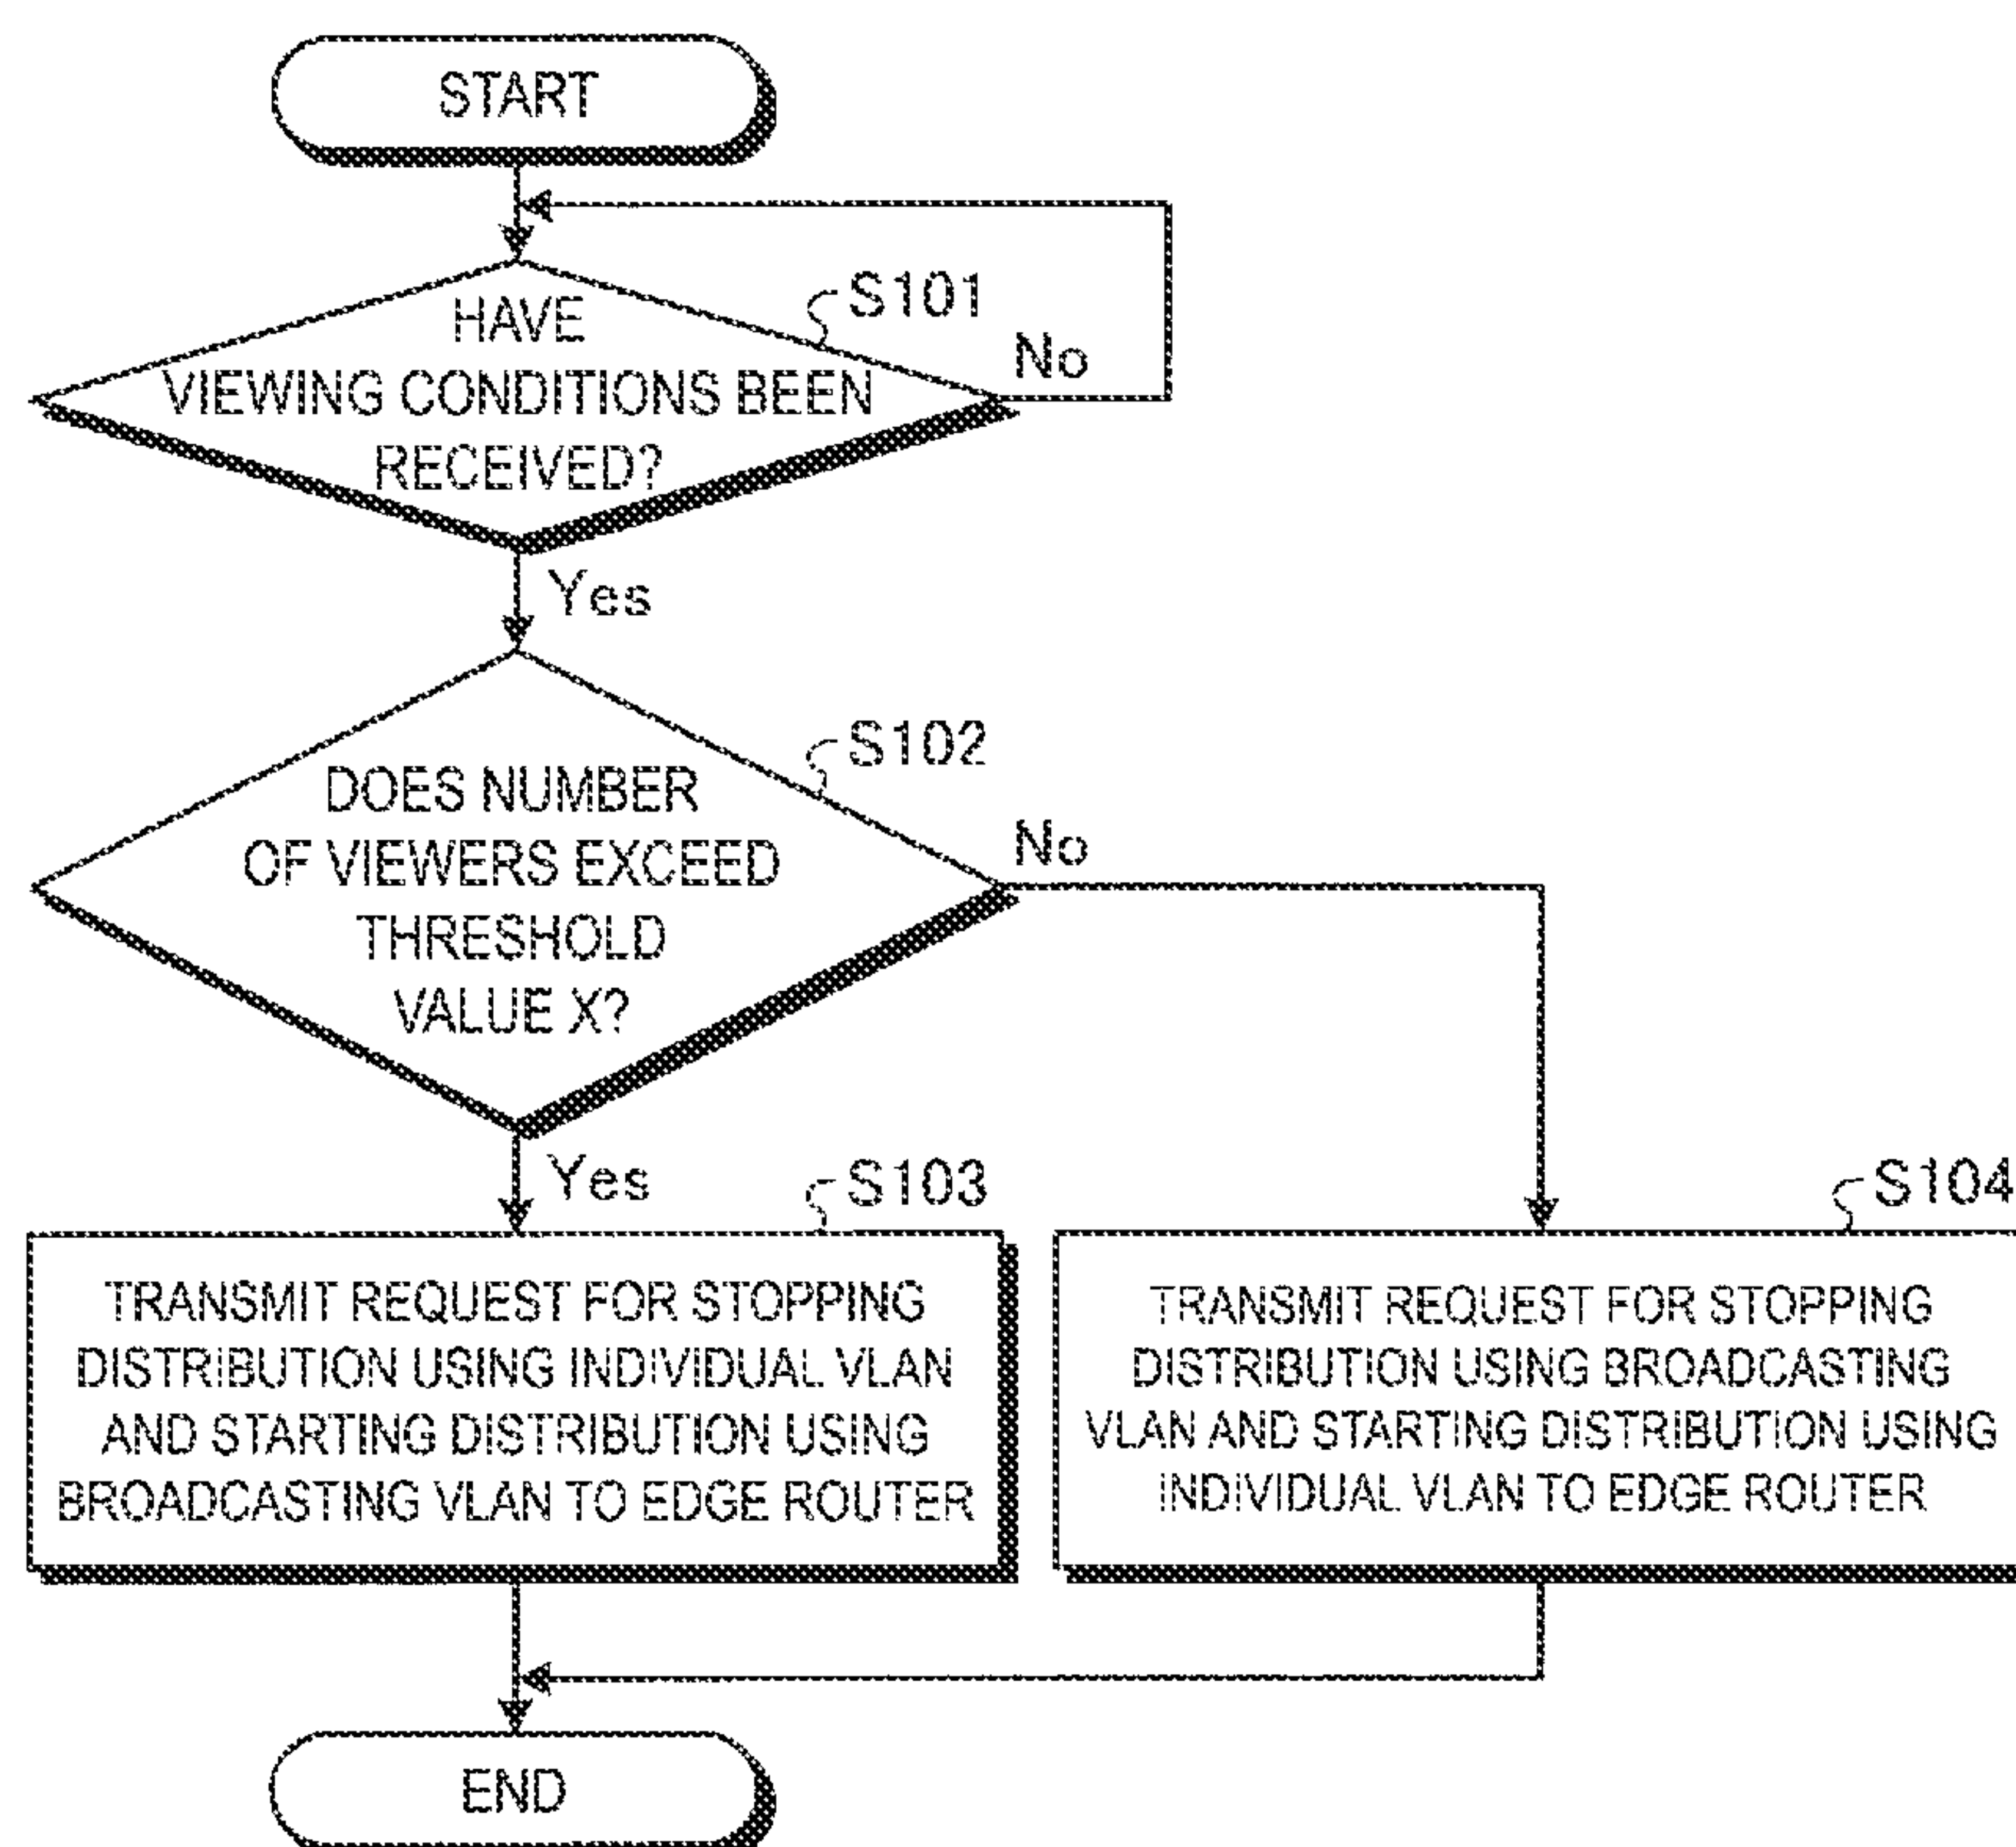 START
S101
HAVE
VIEWING CONDITIONS BEEN
RECEIVED?
No
Yes
S102
DOES NUMBER
OF VIEWERS EXCEED
THRESHOLD
VALUE X?
No
Yes
S103
TRANSMIT REQUEST FOR STOPPING
DISTRIBUTION USING INDIVIDUAL VLAN
AND STARTING DISTRIBUTION USING
BROADCASTING VLAN TO EDGE ROUTER
S104
TRANSMIT REQUEST FOR STOPPING
DISTRIBUTION USING BROADCASTING
VLAN AND STARTING DISTRIBUTION USING
INDIVIDUAL VLAN TO EDGE ROUTER
END